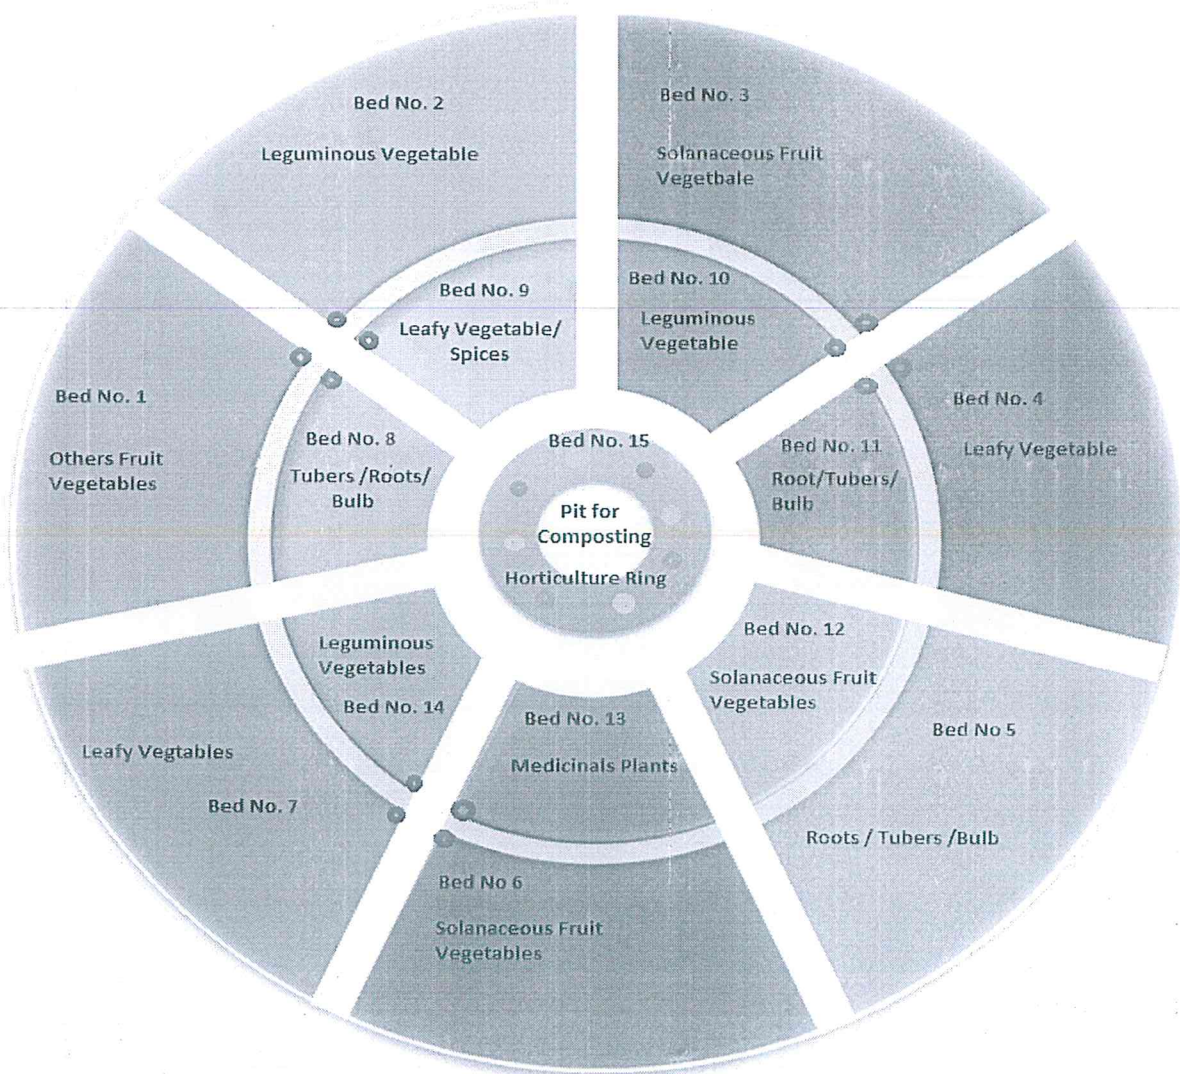 Bed No. 2
Leguminous Vegetable
Bed No. 3
Solanaceous Fruit
Vegetbale
Bed No. 9
Leafy Vegetable/
Spices
Bed No. 10
Leguminous
Vegetable
Bed No. 1
Others Fruit
Vegetables
Bed No. 8
Tubers /Roots/
Bulb
Bed No. 15
Pit for
Composting
Horticulture Ring
Bed No. 11
Root/Tubers/
Bulb
Bed No. 4
Leafy Vegetable
Leguminous
Vegetables
Bed No. 14
Bed No. 12
Solanaceous Fruit
Vegetables
Bed No. 13
Medicinals Plants
Bed No 5
Roots / Tubers /Bulb
Leafy Vegtables
Bed No. 7
Bed No 6
Solanaceous Fruit
Vegetables